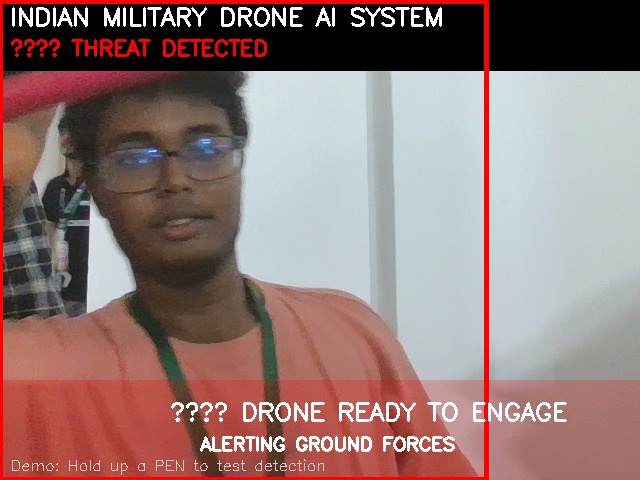 INDIAN MILITARY DRONE AI SYSTEM
???? THREAT DETECTED
???? DRONE READY TO ENGAGE
ALERTING GROUND FORCES
Demo: Hold up a PEN to test detection